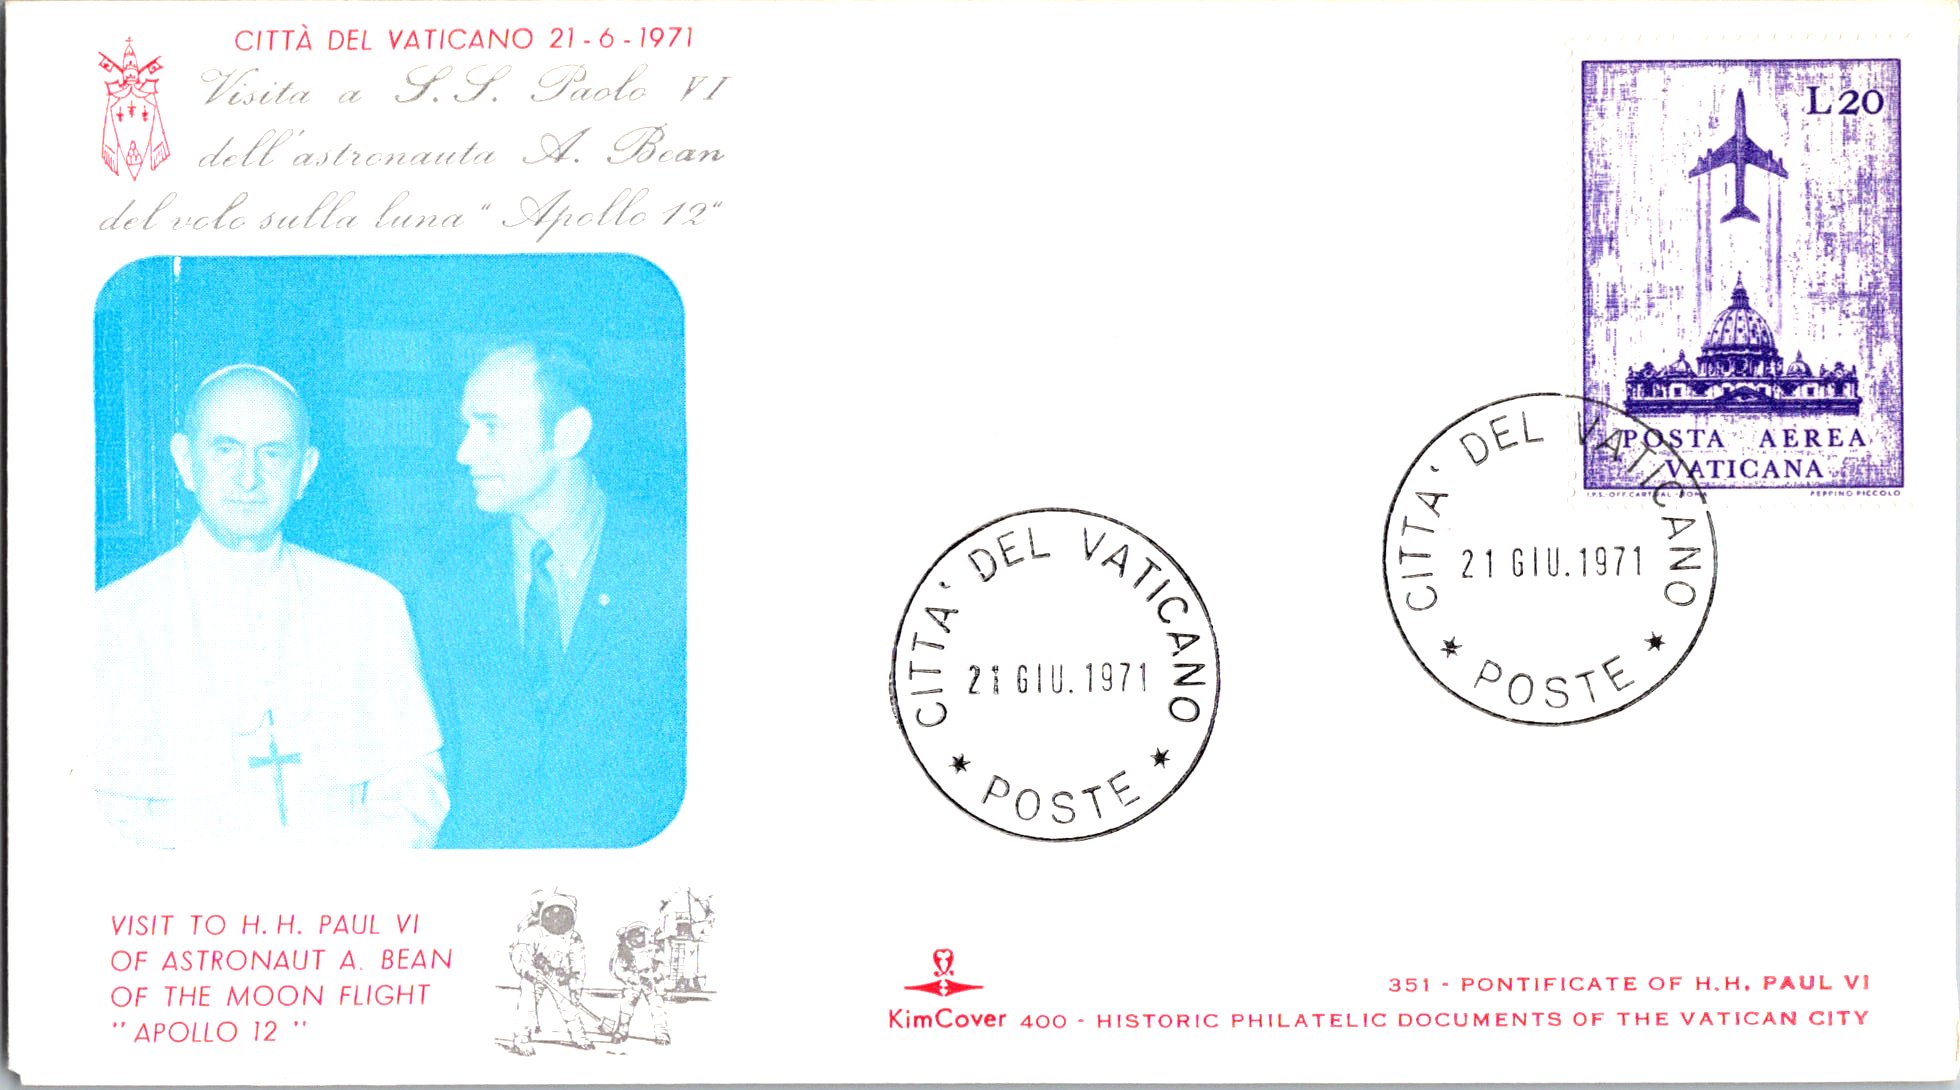 CITTÀ DEL VATICANO 21-6-1971
Visita a S.S. Paolo VI
dell'astronauta A. Bean
del volo sulla luna "Apollo 12"
VISIT TO H.H. PAUL VI
OF ASTRONAUT A. BEAN
OF THE MOON FLIGHT
"APOLLO 12"
L20
POSTA AEREA
VATICANA
PEPPINO PICCOLO
CITTA' DEL VATICANO
21 GIU. 1971
* POSTE *
CITTA' DEL VATICANO
21 GIU. 1971
* POSTE *
351 - PONTIFICATE OF H.H. PAUL VI
KimCover 400 - HISTORIC PHILATELIC DOCUMENTS OF THE VATICAN CITY